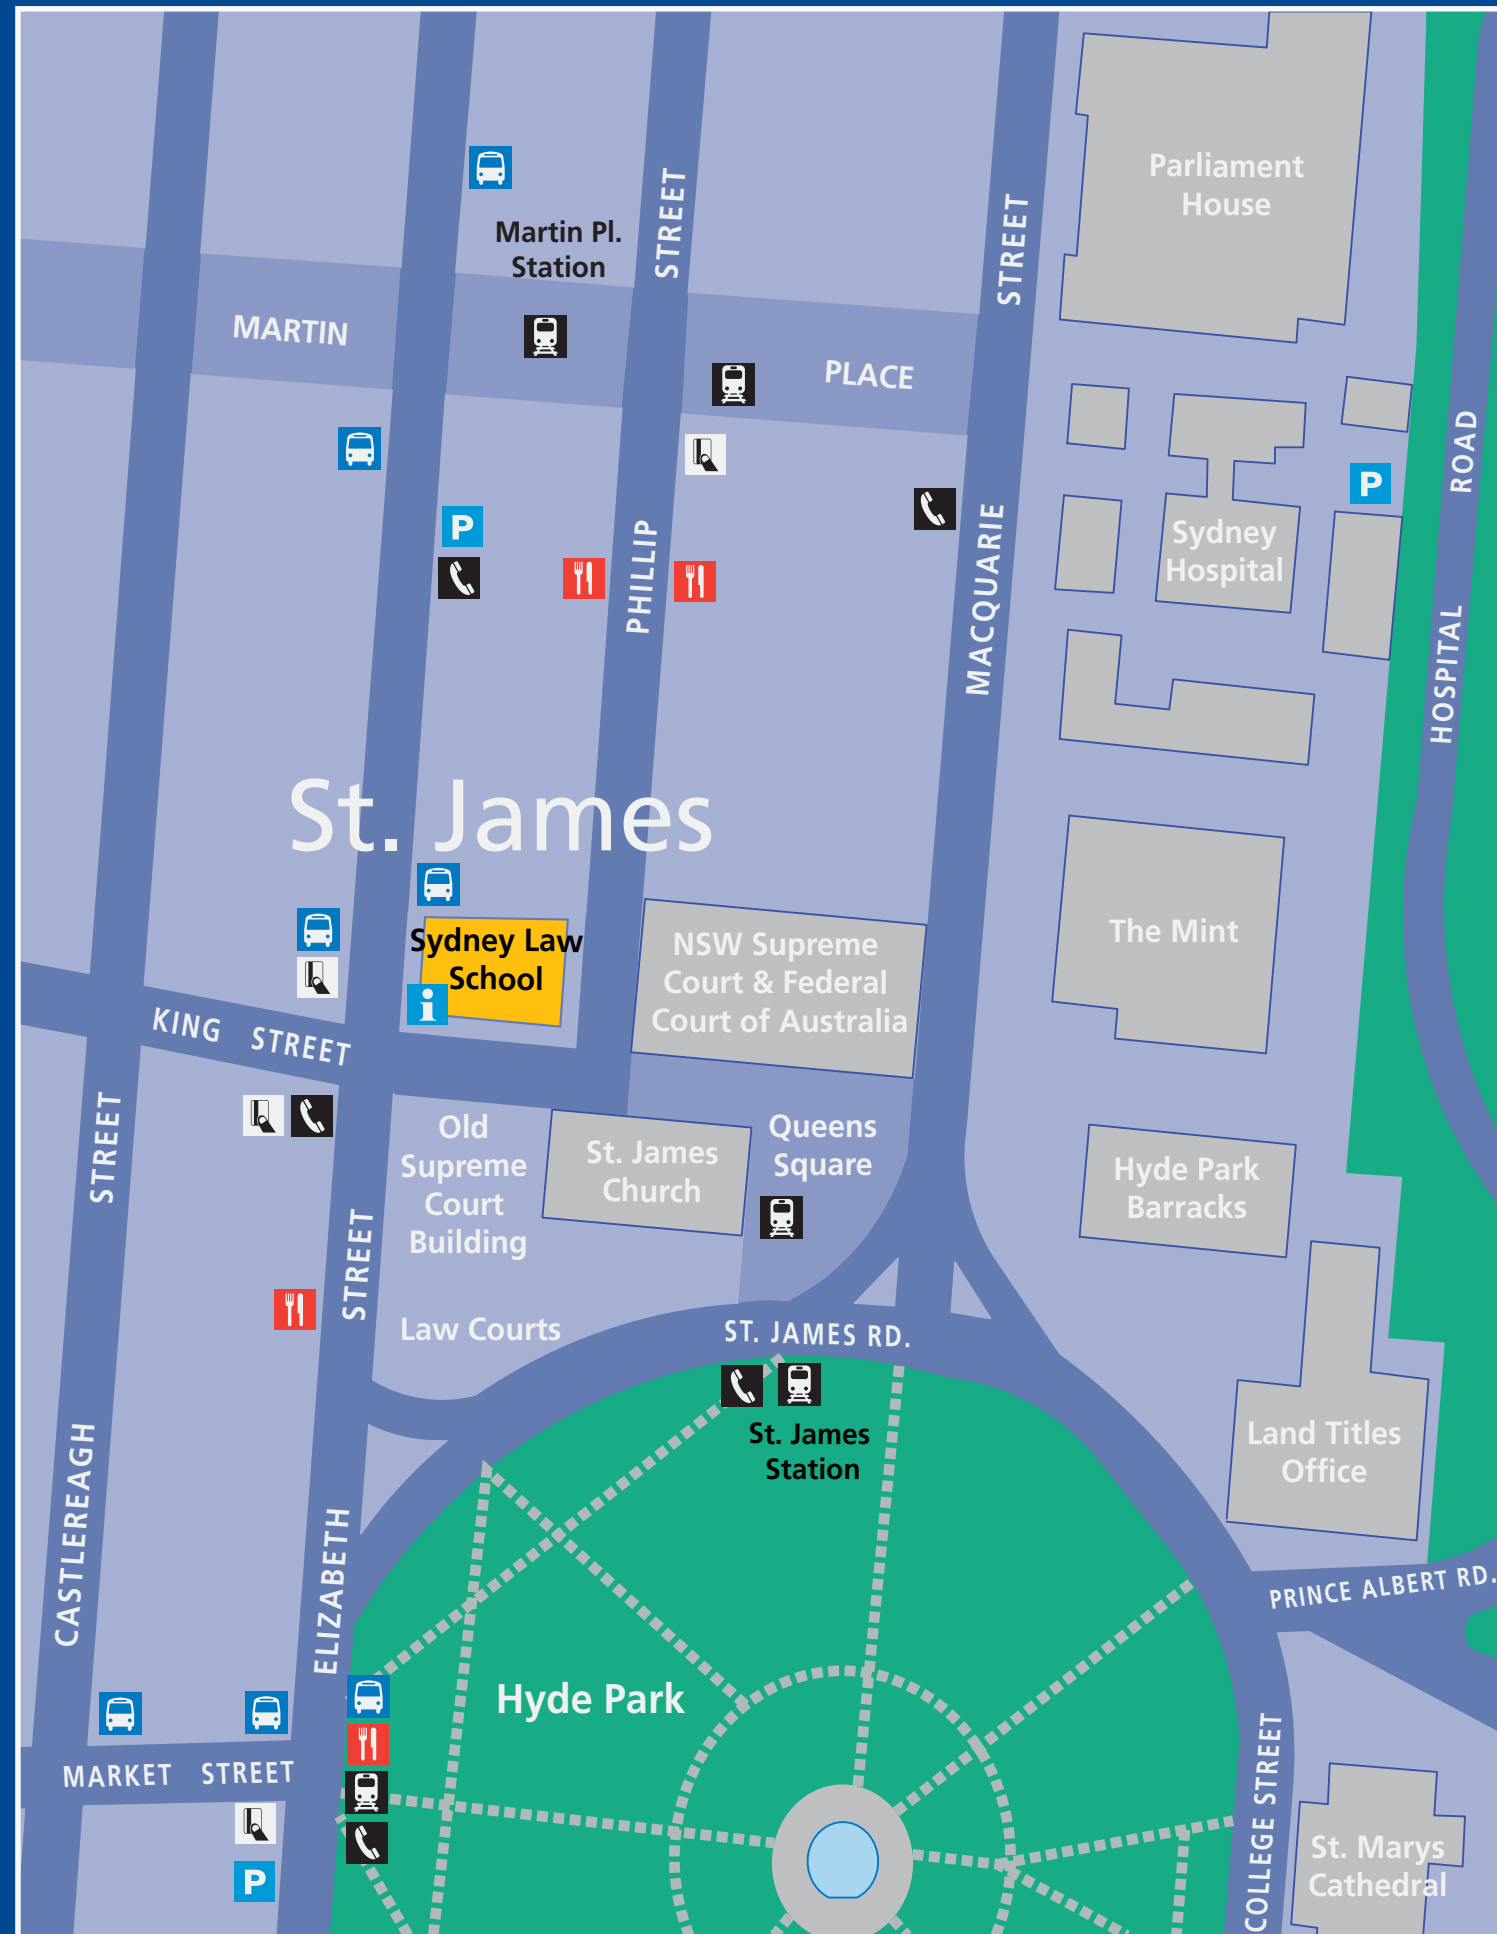 Parliament
House
STREET
STREET
Martin Pl.
Station
MARTIN
PLACE
ROAD
P
P
PHILLIP
MACQUARIE
Sydney
Hospital
HOSPITAL
St. James
Sydney Law
School
i
NSW Supreme
Court & Federal
Court of Australia
The Mint
KING STREET
STREET
Old
Supreme
Court
Building
St. James
Church
Queens
Square
Hyde Park
Barracks
STREET
Law Courts
ST. JAMES RD.
St. James
Station
Land Titles
Office
CASTLEREAGH
ELIZABETH
PRINCE ALBERT RD.
Hyde Park
MARKET STREET
COLLEGE STREET
St. Marys
Cathedral
P